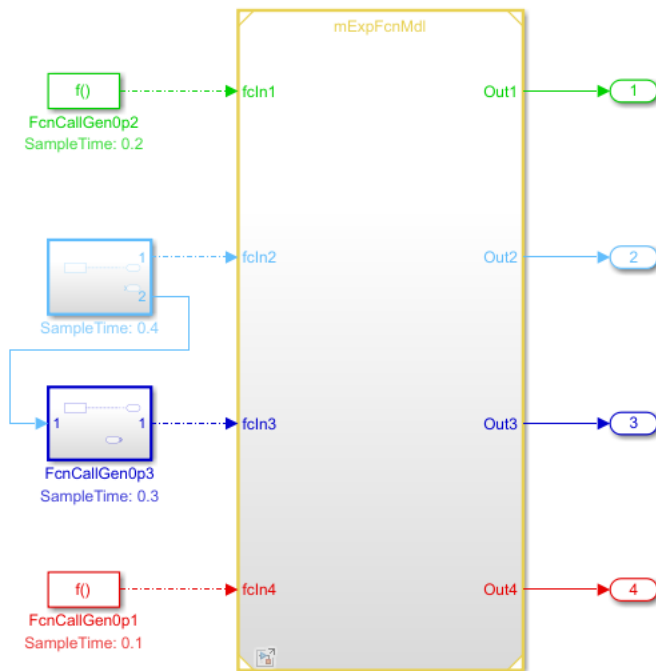 mExpFcnMdl
f()
fcIn1
Out1
1
FcnCallGen0p2
SampleTime: 0.2
1
fcIn2
Out2
2
2
SampleTime: 0.4
1
1
fcIn3
Out3
3
FcnCallGen0p3
SampleTime: 0.3
f()
fcIn4
Out4
4
FcnCallGen0p1
SampleTime: 0.1